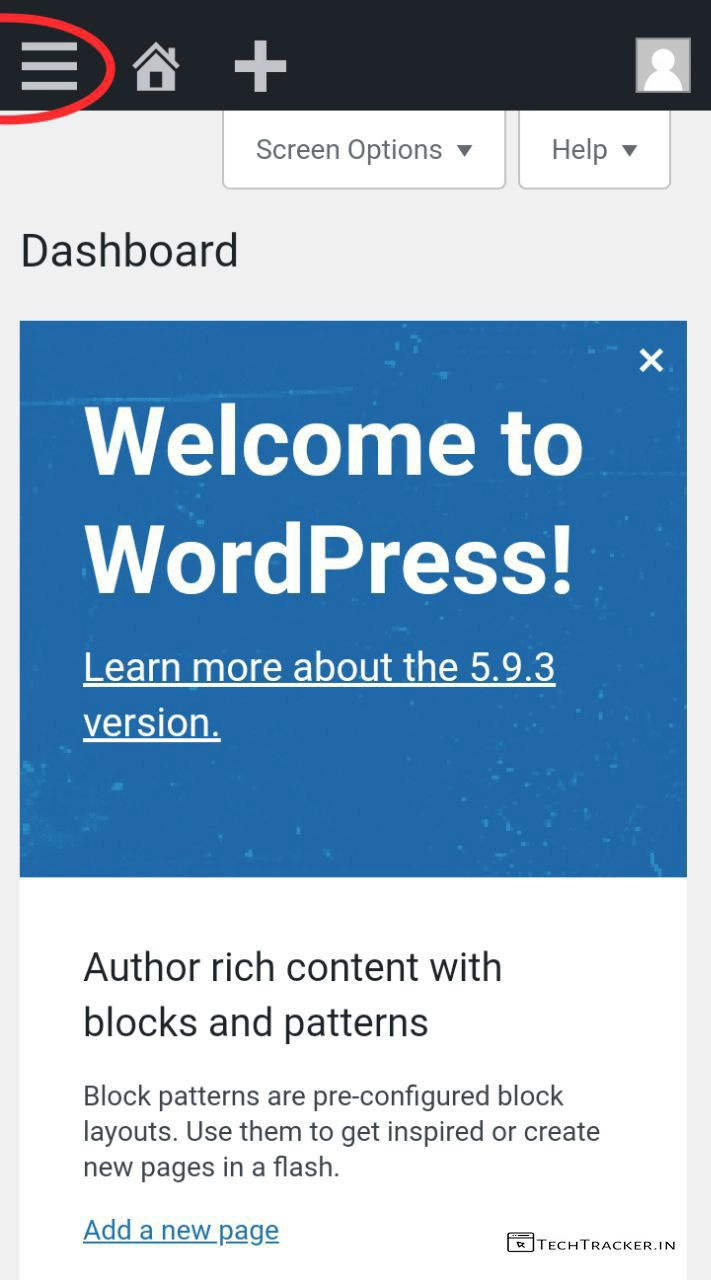 Screen Options ▼
Help ▼
Dashboard
Welcome to
WordPress!
Learn more about the 5.9.3
version.
Author rich content with
blocks and patterns
Block patterns are pre-configured block
layouts. Use them to get inspired or create
new pages in a flash.
Add a new page
TECHTRACKER.IN